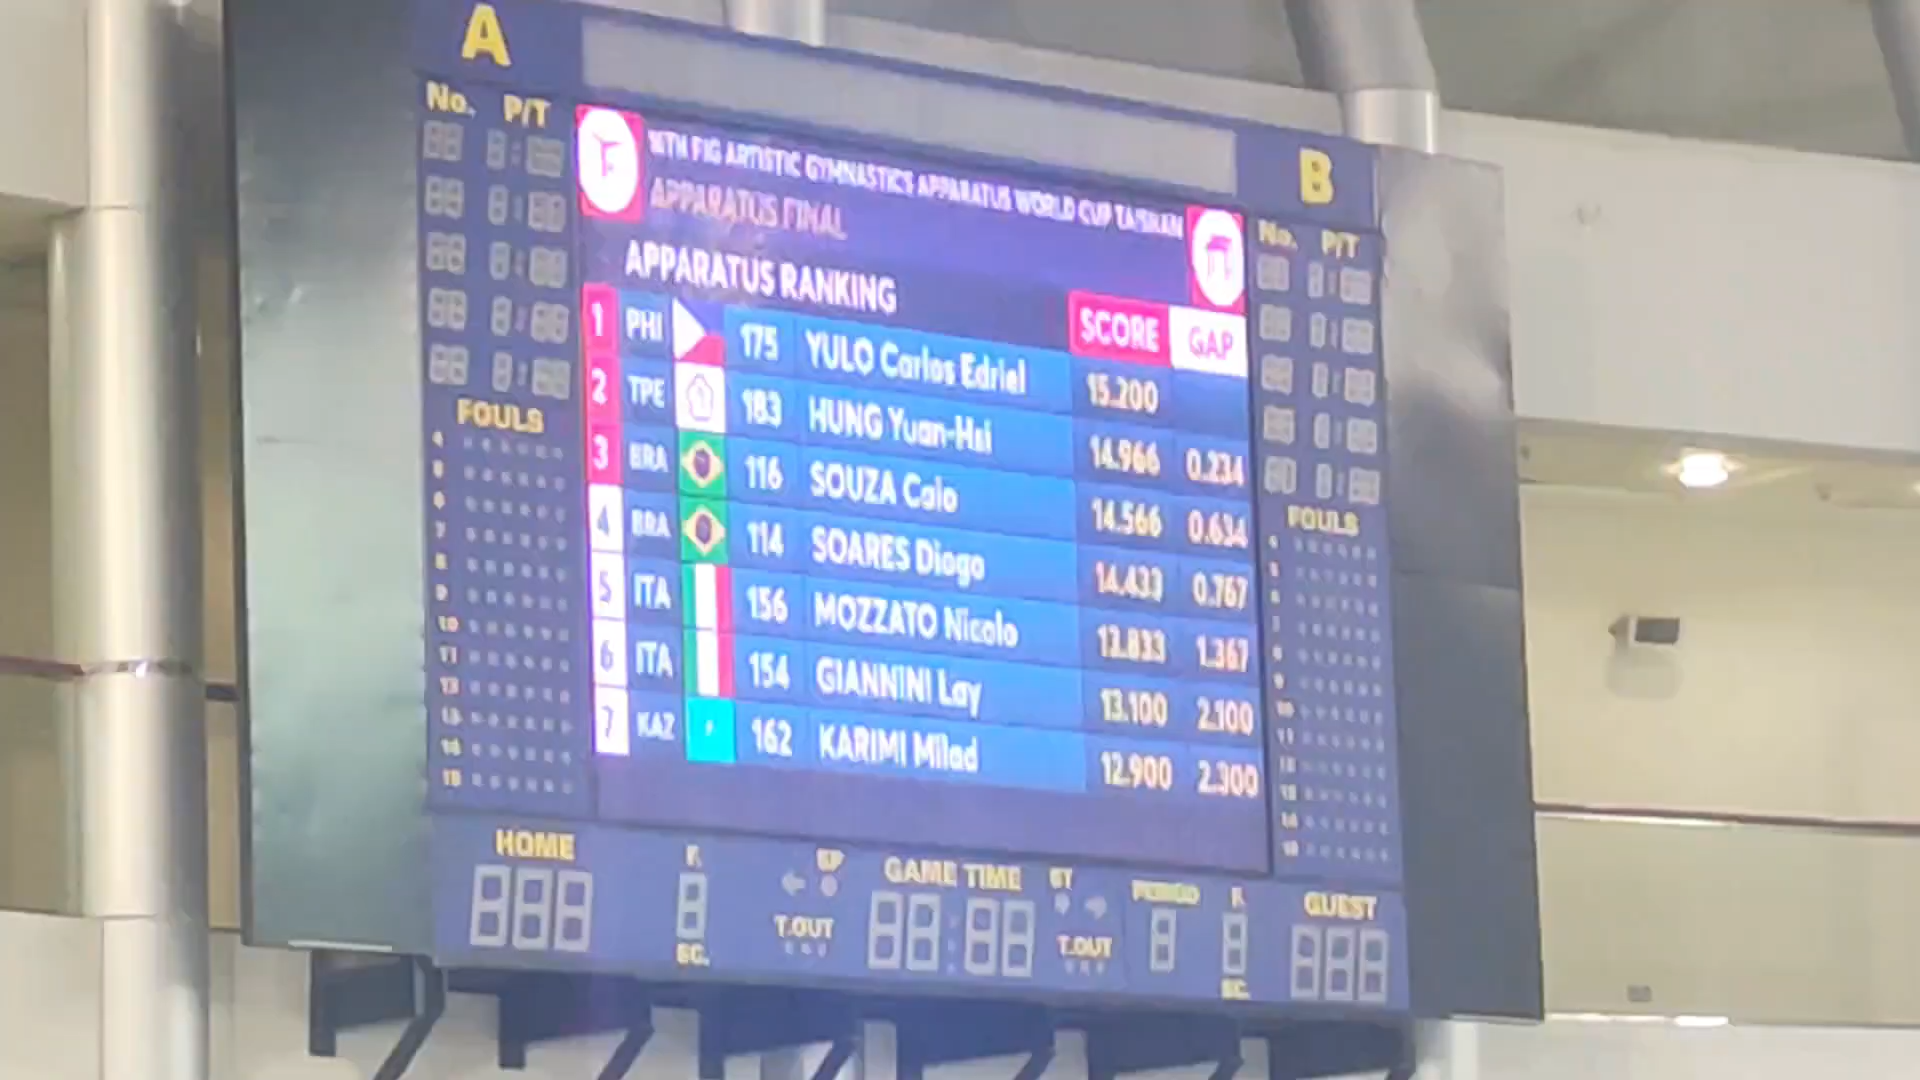 A
No. P/T
B
No. P/T
FIG ARTISTIC GYMNASTICS APPARATUS WORLD CUP
APPARATUS FINAL
APPARATUS RANKING
SCORE GAP
1 PHI 175 YULO Carlos Edriel 15.200
2 TPE 183 HUNG Yuan-Hsi 14.966 0.234
3 BRA 116 SOUZA Caio 14.566 0.634
4 BRA 114 SOARES Diogo 14.433 0.767
5 ITA 156 MOZZATO Nicolo 13.833 1.367
6 ITA 154 GIANNINI Lay 13.100 2.100
7 KAZ 162 KARIMI Milad 12.900 2.300
FOULS
FOULS
HOME
GAME TIME
PERIOD
GUEST
T.OUT
T.OUT